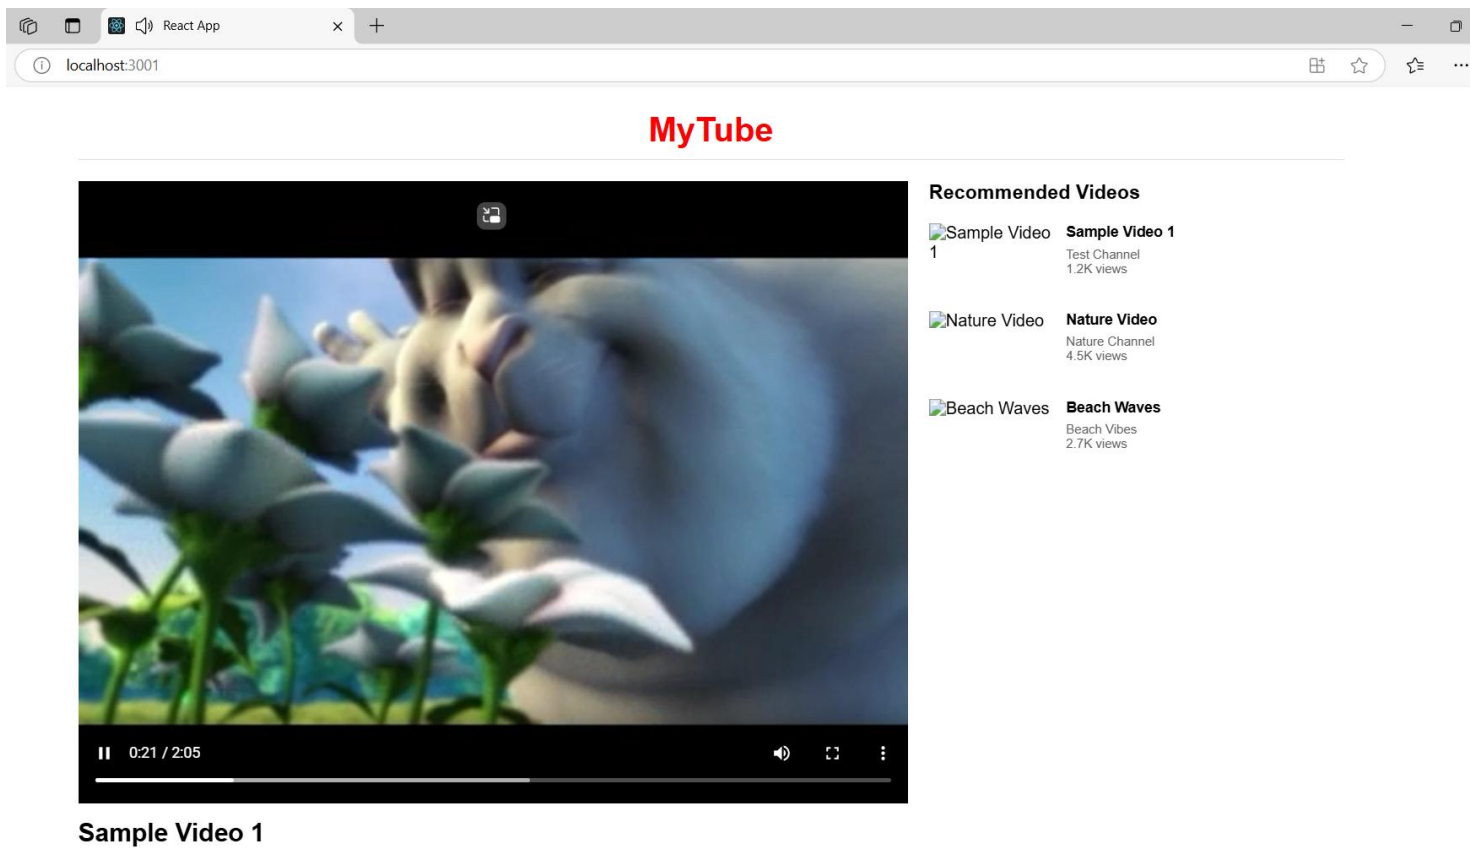 React App
localhost:3001
MyTube
Recommended Videos
Sample Video 1
Sample Video 1
Test Channel
1.2K views
Nature Video
Nature Video
Nature Channel
4.5K views
Beach Waves
Beach Waves
Beach Vibes
2.7K views
0:21 / 2:05
Sample Video 1